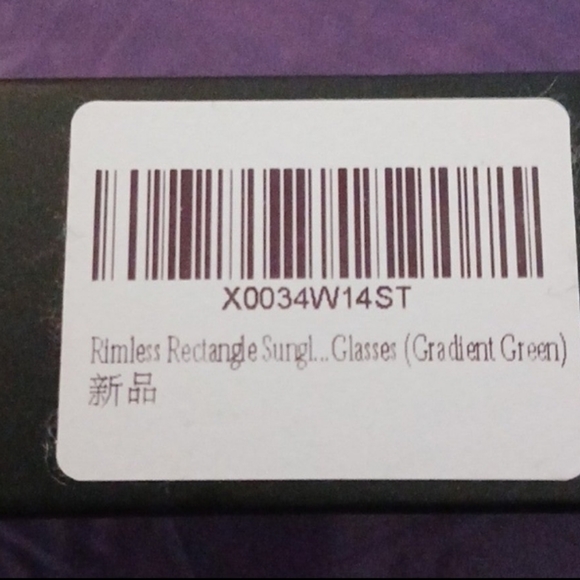 X0034W14ST
Rimless Rectangle Sungl...Glasses (Gradient Green)
新品